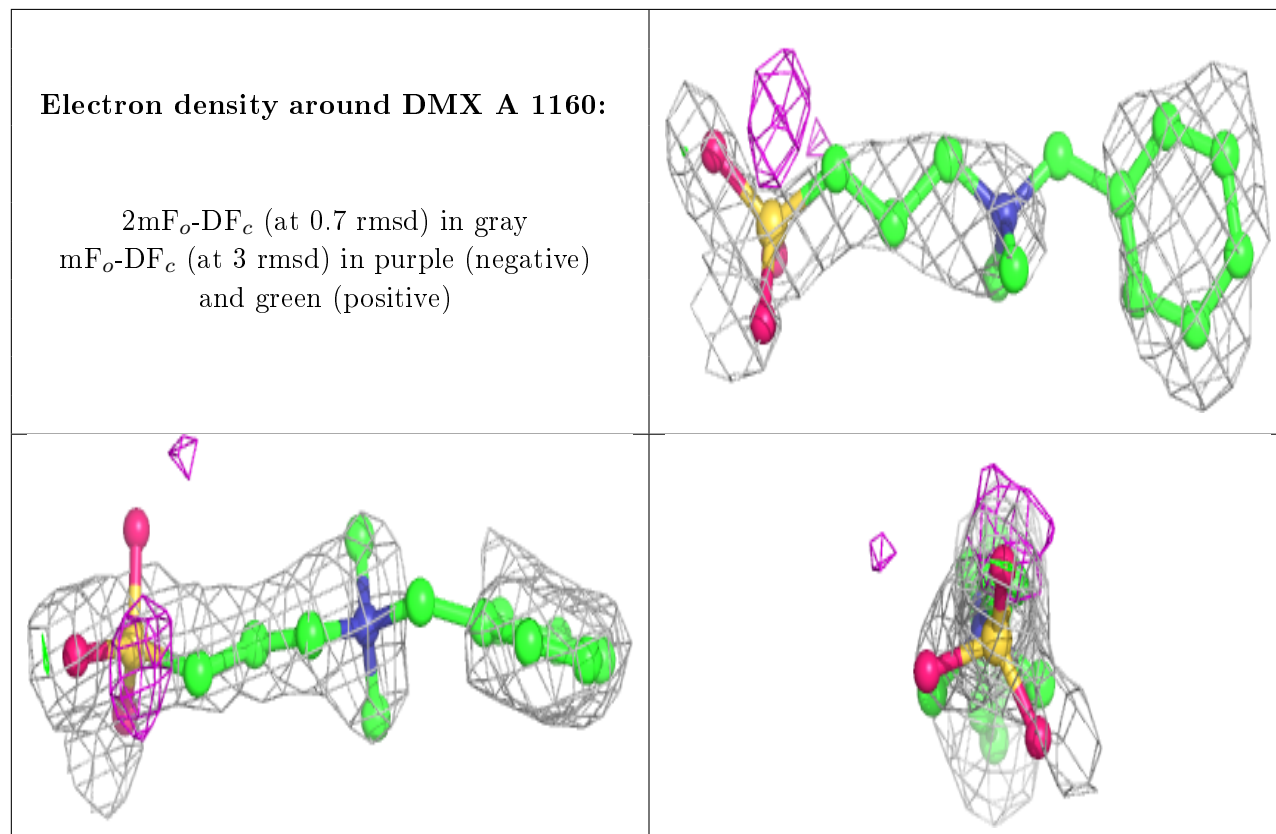 Electron density around DMX A 1160:
2mFₒ-DF𝒸 (at 0.7 rmsd) in gray
mFₒ-DF𝒸 (at 3 rmsd) in purple (negative)
and green (positive)